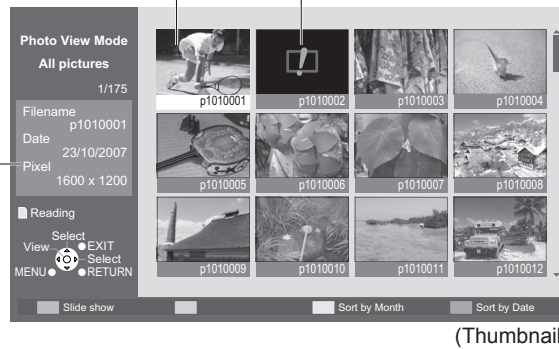 Photo View Mode
All pictures
1/175
Filename
p1010001
Date
23/10/2007
Pixel
1600 x 1200
Reading
Select
View
EXIT
Select
MENU
RETURN
p1010001
p1010002
p1010003
p1010004
p1010005
p1010006
p1010007
p1010008
p1010009
p1010010
p1010011
p1010012
Slide show
Sort by Month
Sort by Date
(Thumbnail